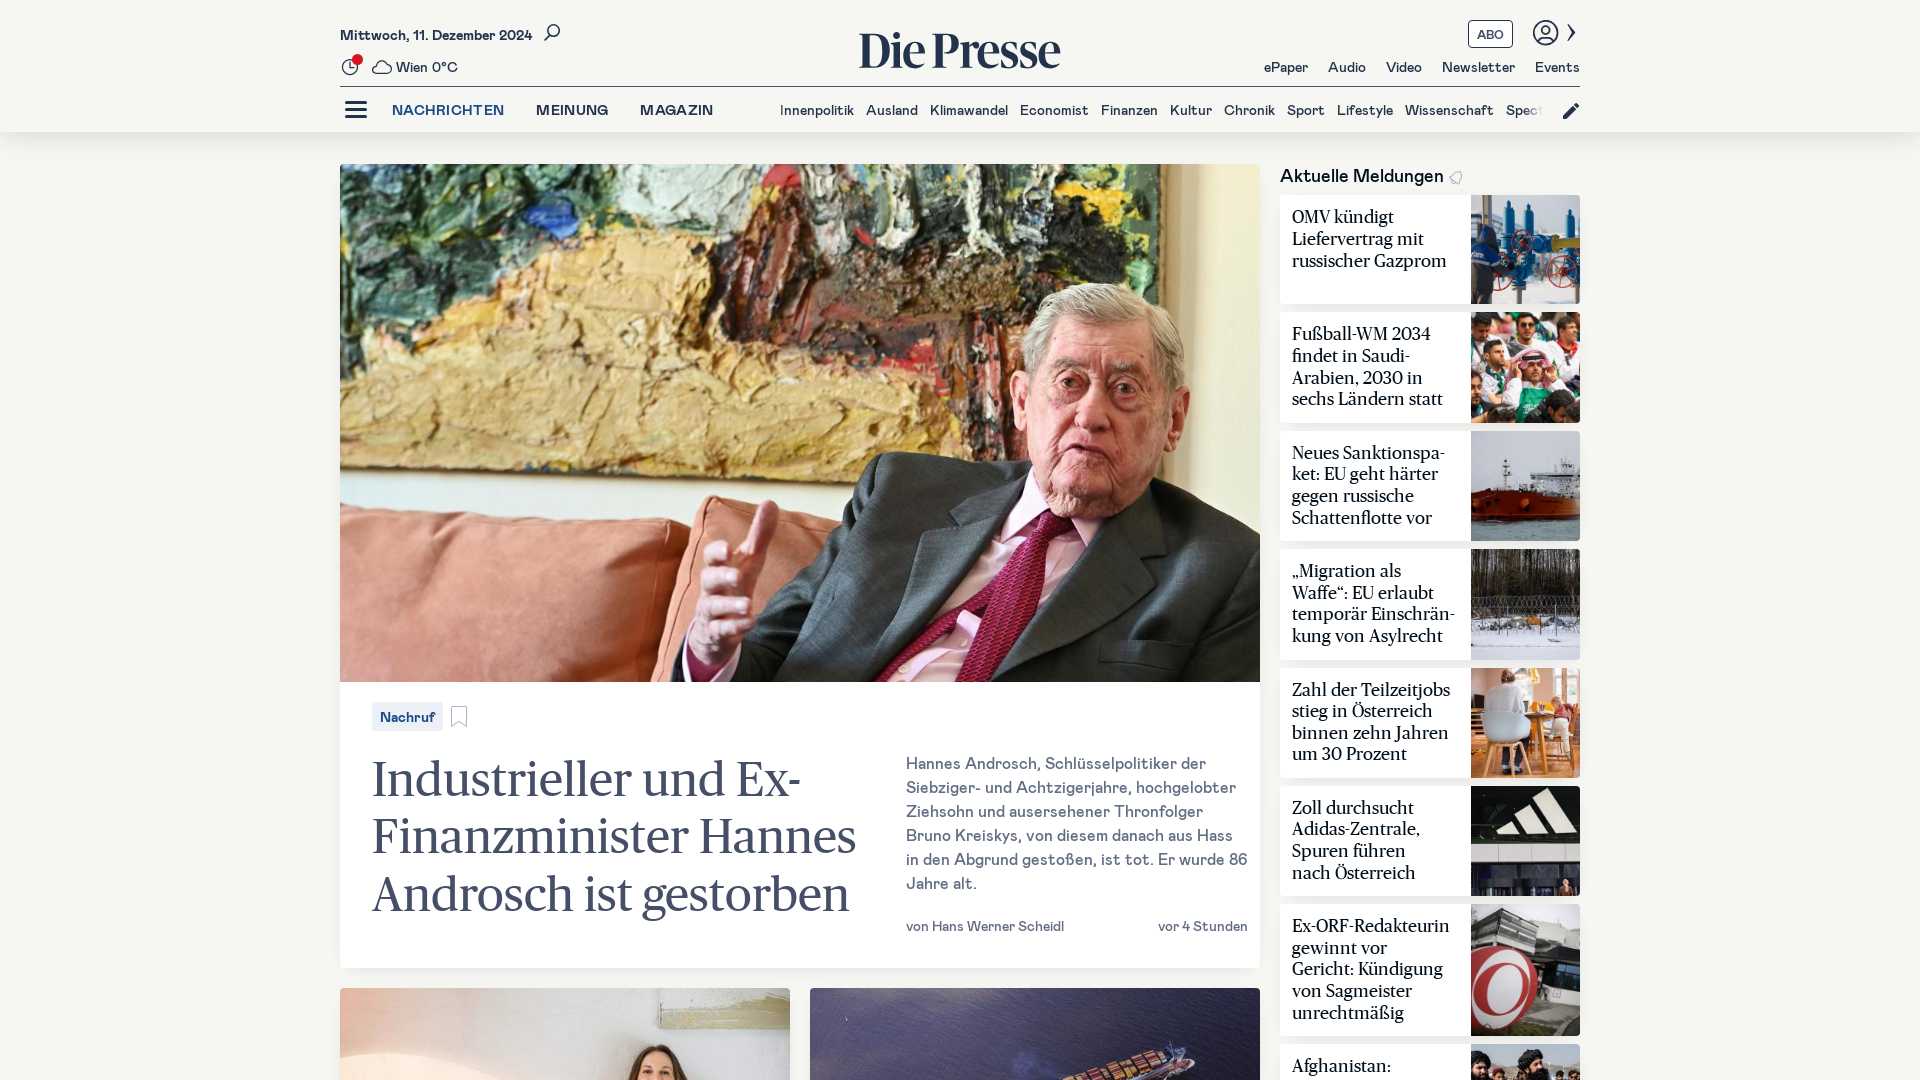 Mittwoch, 11. Dezember 2024
Die Presse
ABO
Wien 0°C
ePaper Audio Video Newsletter Events
NACHRICHTEN MEINUNG MAGAZIN Innenpolitik Ausland Klimawandel Economist Finanzen Kultur Chronik Sport Lifestyle Wissenschaft Spect
Nachruf
Industrieller und Ex-
Finanzminister Hannes
Androsch ist gestorben
Hannes Androsch, Schlüsselpolitiker der
Siebziger- und Achtzigerjahre, hochgelobter
Ziehsohn und ausersehener Thronfolger
Bruno Kreiskys, von diesem danach aus Hass
in den Abgrund gestoßen, ist tot. Er wurde 86
Jahre alt.
von Hans Werner Scheidl vor 4 Stunden
Aktuelle Meldungen
OMV kündigt
Liefervertrag mit
russischer Gazprom
Fußball-WM 2034
findet in Saudi-
Arabien, 2030 in
sechs Ländern statt
Neues Sanktionspa-
ket: EU geht härter
gegen russische
Schattenflotte vor
„Migration als
Waffe“: EU erlaubt
temporär Einschrän-
kung von Asylrecht
Zahl der Teilzeitjobs
stieg in Österreich
binnen zehn Jahren
um 30 Prozent
Zoll durchsucht
Adidas-Zentrale,
Spuren führen
nach Österreich
Ex-ORF-Redakteurin
gewinnt vor
Gericht: Kündigung
von Sagmeister
unrechtmäßig
Afghanistan: